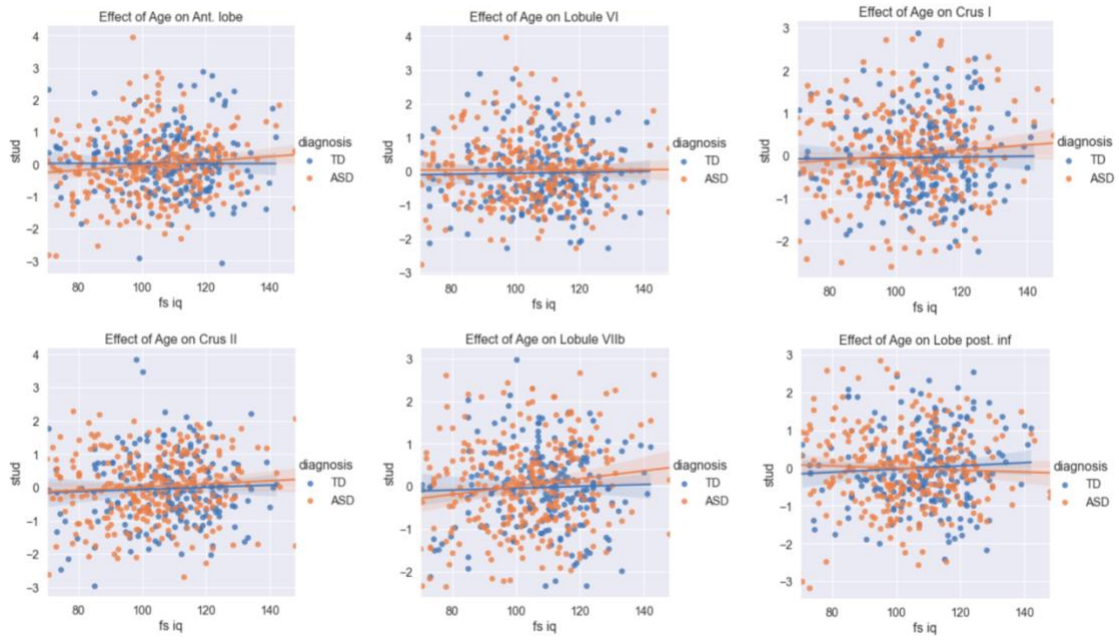 Effect of Age on Ant. lobe
4
3
2
1
0
−1
−2
−3
stud
80 100 120 140
fs iq
diagnosis
TD
ASD
Effect of Age on Lobule VI
4
3
2
1
0
−1
−2
−3
stud
80 100 120 140
fs iq
diagnosis
TD
ASD
Effect of Age on Crus I
3
2
1
0
−1
−2
stud
80 100 120 140
fs iq
diagnosis
TD
ASD
Effect of Age on Crus II
4
3
2
1
0
−1
−2
−3
stud
80 100 120 140
fs iq
diagnosis
TD
ASD
Effect of Age on Lobule VIIb
3
2
1
0
−1
−2
stud
80 100 120 140
fs iq
diagnosis
TD
ASD
Effect of Age on Lobe post. inf
3
2
1
0
−1
−2
−3
stud
80 100 120 140
fs iq
diagnosis
TD
ASD